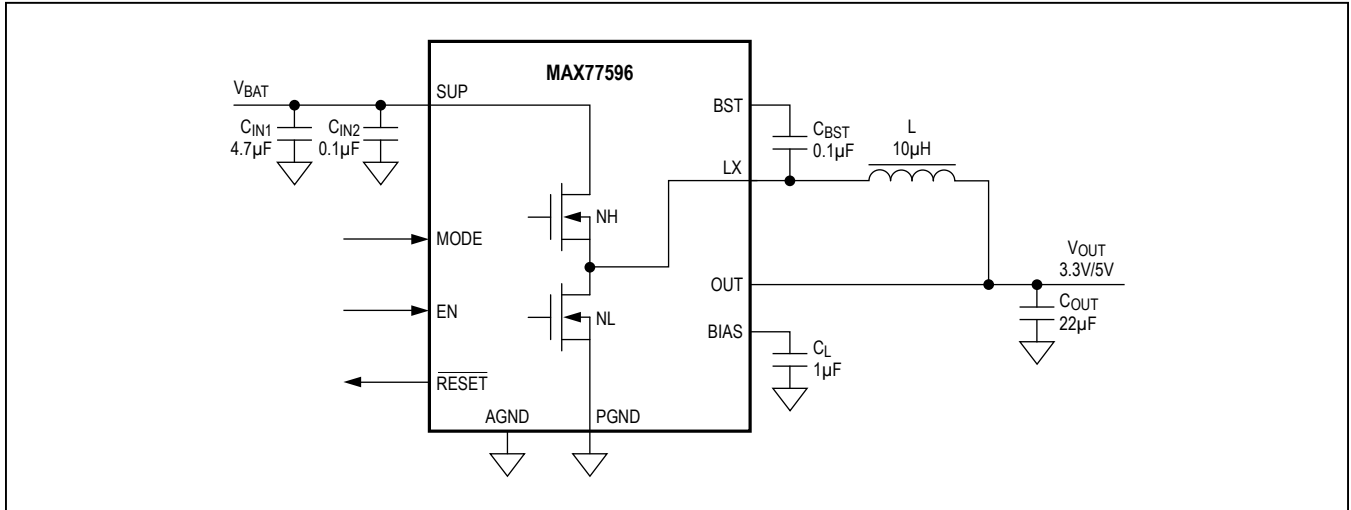 MAX77596
VBAT
SUP
BST
CIN1
4.7µF
CIN2
0.1µF
CBST
0.1µF
L
10µH
LX
NH
MODE
VOUT
3.3V/5V
OUT
COUT
22µF
EN
NL
BIAS
CL
1µF
RESET
AGND
PGND